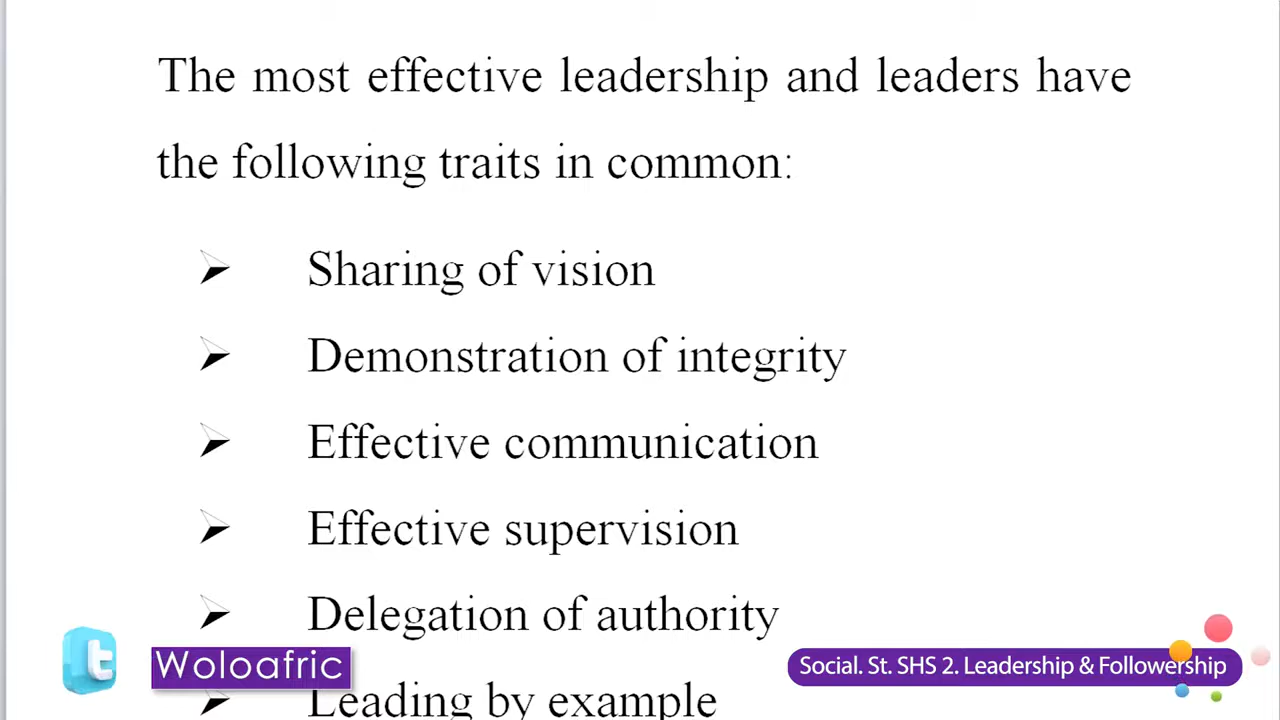 The most effective leadership and leaders have
the following traits in common:
➢ Sharing of vision
➢ Demonstration of integrity
➢ Effective communication
➢ Effective supervision
➢ Delegation of authority
t
Woloafric
Social. St. SHS 2. Leadership & Followership
➢ Leading by example